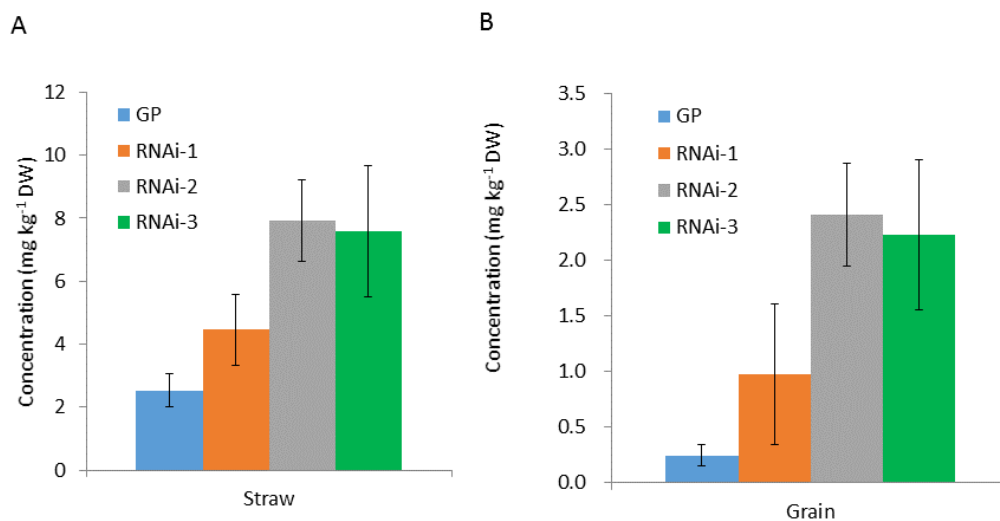 A
Concentration (mg kg⁻¹ DW)
12
10
8
6
4
2
0
GP
RNAi-1
RNAi-2
RNAi-3
Straw
B
Concentration (mg kg⁻¹ DW)
3.5
3.0
2.5
2.0
1.5
1.0
0.5
0.0
GP
RNAi-1
RNAi-2
RNAi-3
Grain